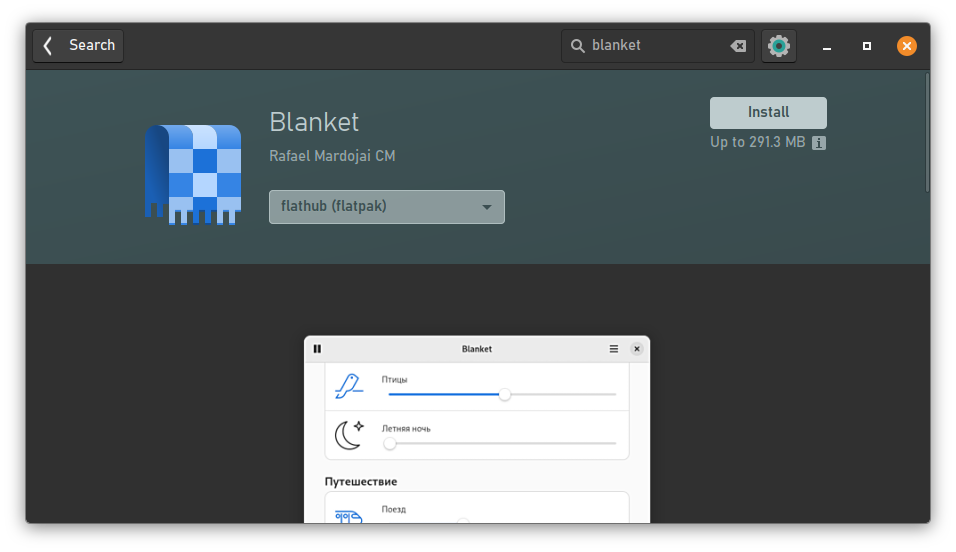 Search
blanket
Blanket
Install
Rafael Mardojai CM
Up to 291.3 MB
flathub (flatpak)
Blanket
Птицы
Летняя ночь
Путешествие
Поезд